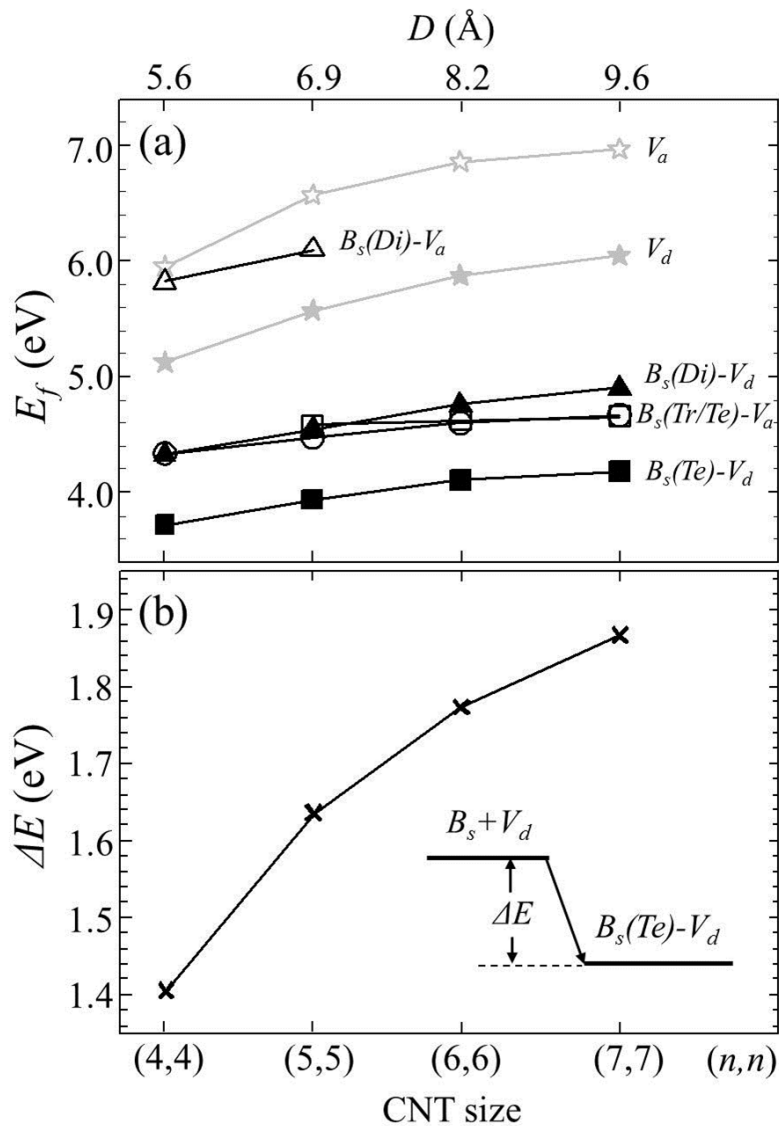 D (Å)
5.6 6.9 8.2 9.6
(a)
7.0
6.0
5.0
4.0
E_f (eV)
V_a
B_s(Di)-V_a
V_d
B_s(Di)-V_d
B_s(Tr/Te)-V_a
B_s(Te)-V_d
(b)
1.9
1.8
1.7
1.6
1.5
1.4
ΔE (eV)
B_s+V_d
ΔE
B_s(Te)-V_d
(4,4) (5,5) (6,6) (7,7) (n,n)
CNT size